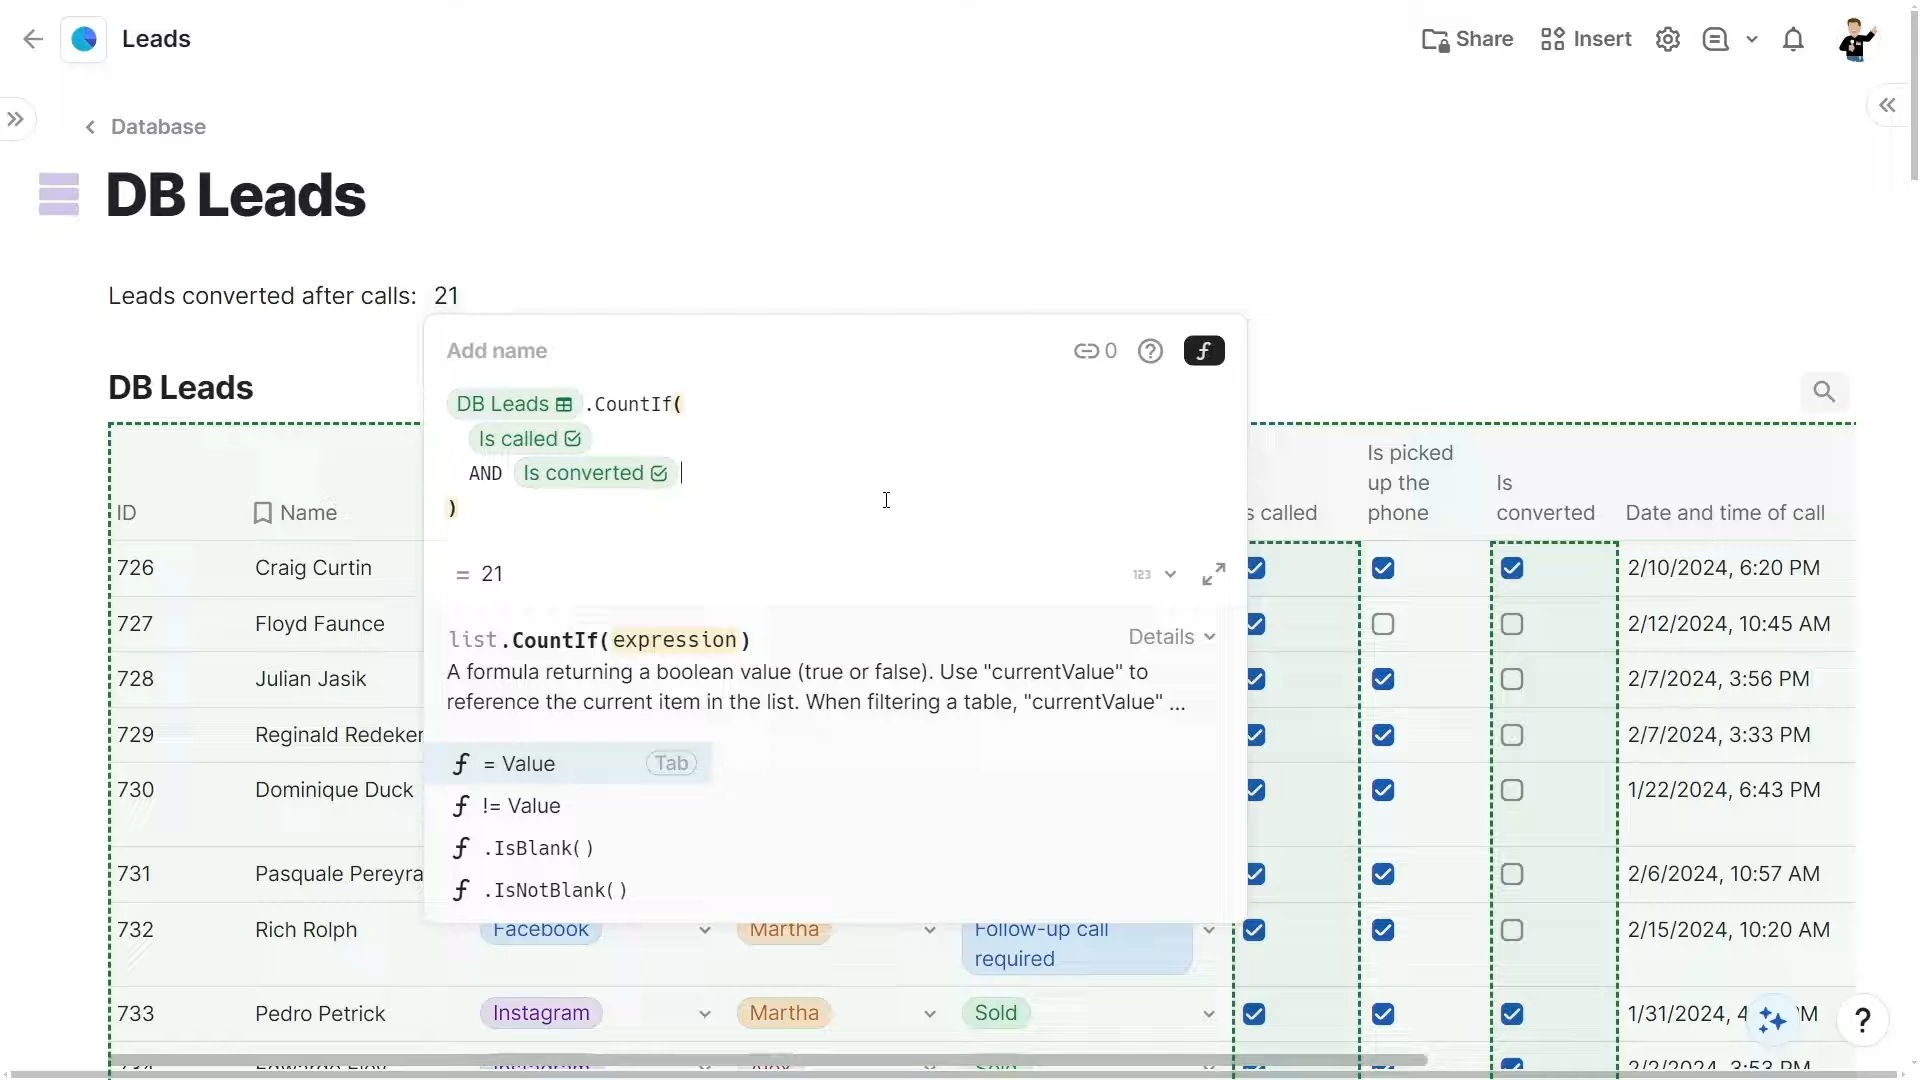 Leads
Share
Insert
Database
DB Leads
Leads converted after calls: 21
Add name
0
DB Leads .CountIf(
Is called
AND Is converted
)
= 21
123
list.CountIf(expression)
Details
A formula returning a boolean value (true or false). Use "currentValue" to
reference the current item in the list. When filtering a table, "currentValue" ...
= Value Tab
!= Value
.IsBlank()
.IsNotBlank()
DB Leads
ID Name s called Is picked up the phone Is converted Date and time of call
726 Craig Curtin 2/10/2024, 6:20 PM
727 Floyd Faunce 2/12/2024, 10:45 AM
728 Julian Jasik 2/7/2024, 3:56 PM
729 Reginald Redeker 2/7/2024, 3:33 PM
730 Dominique Duck 1/22/2024, 6:43 PM
731 Pasquale Pereyra 2/6/2024, 10:57 AM
732 Rich Rolph Facebook Martha Follow-up call required 2/15/2024, 10:20 AM
733 Pedro Petrick Instagram Martha Sold 1/31/2024, 4 M
?